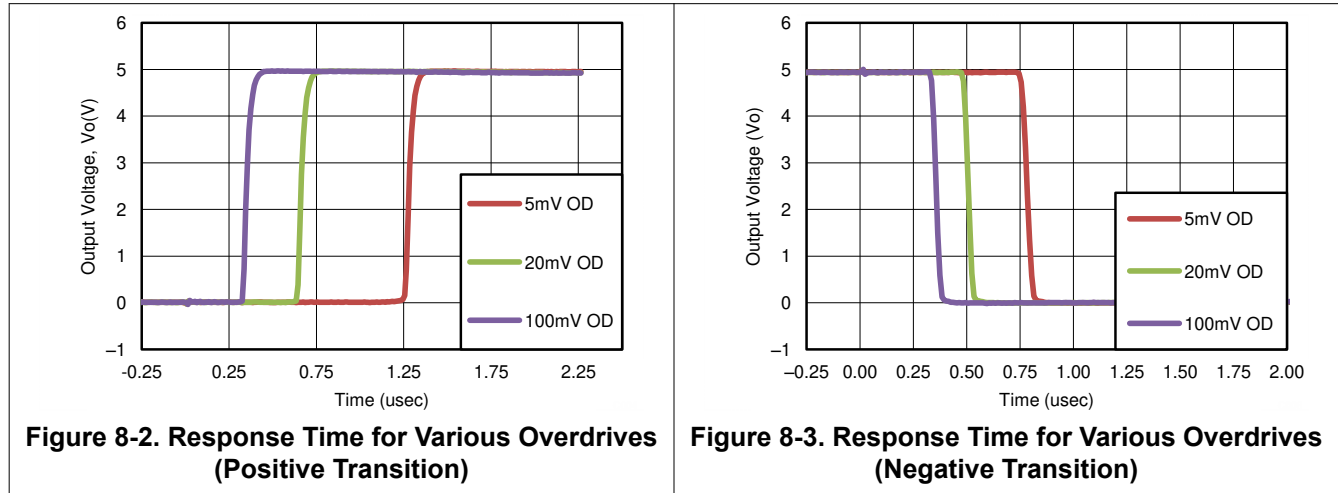 6
5
4
3
2
1
0
–1
Output Voltage, Vo(V)
-0.25 0.25 0.75 1.25 1.75 2.25
Time (usec)
5mV OD
20mV OD
100mV OD
Figure 8-2. Response Time for Various Overdrives
(Positive Transition)
6
5
4
3
2
1
0
–1
Output Voltage (Vo)
–0.25 0.00 0.25 0.50 0.75 1.00 1.25 1.50 1.75 2.00
Time (usec)
5mV OD
20mV OD
100mV OD
Figure 8-3. Response Time for Various Overdrives
(Negative Transition)